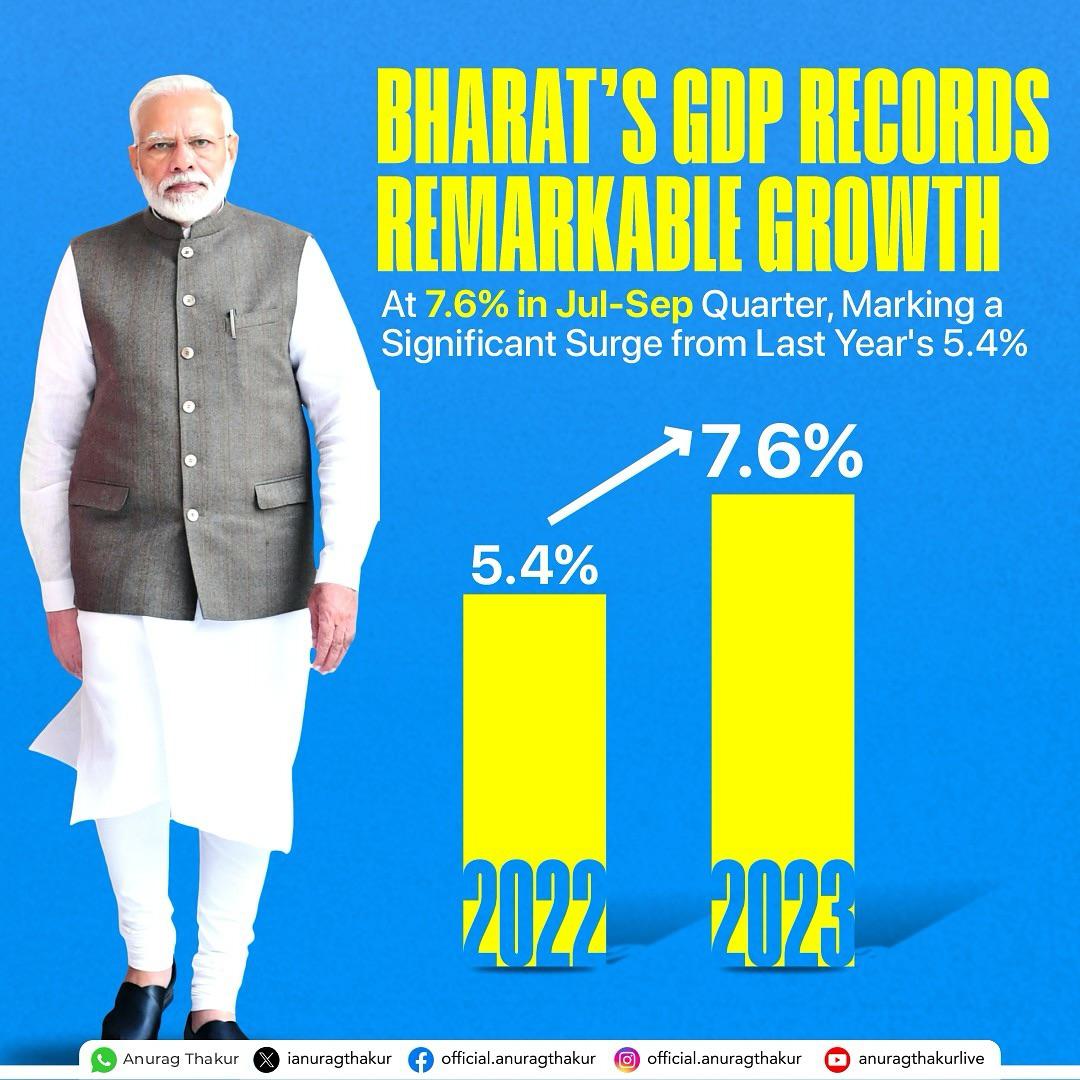 BHARAT'S GDP RECORDS
REMARKABLE GROWTH
At 7.6% in Jul-Sep Quarter, Marking a
Significant Surge from Last Year's 5.4%
7.6%
5.4%
2022 2023
Anurag Thakur ianuragthakur official.anuragthakur official.anuragthakur anuragthakurlive